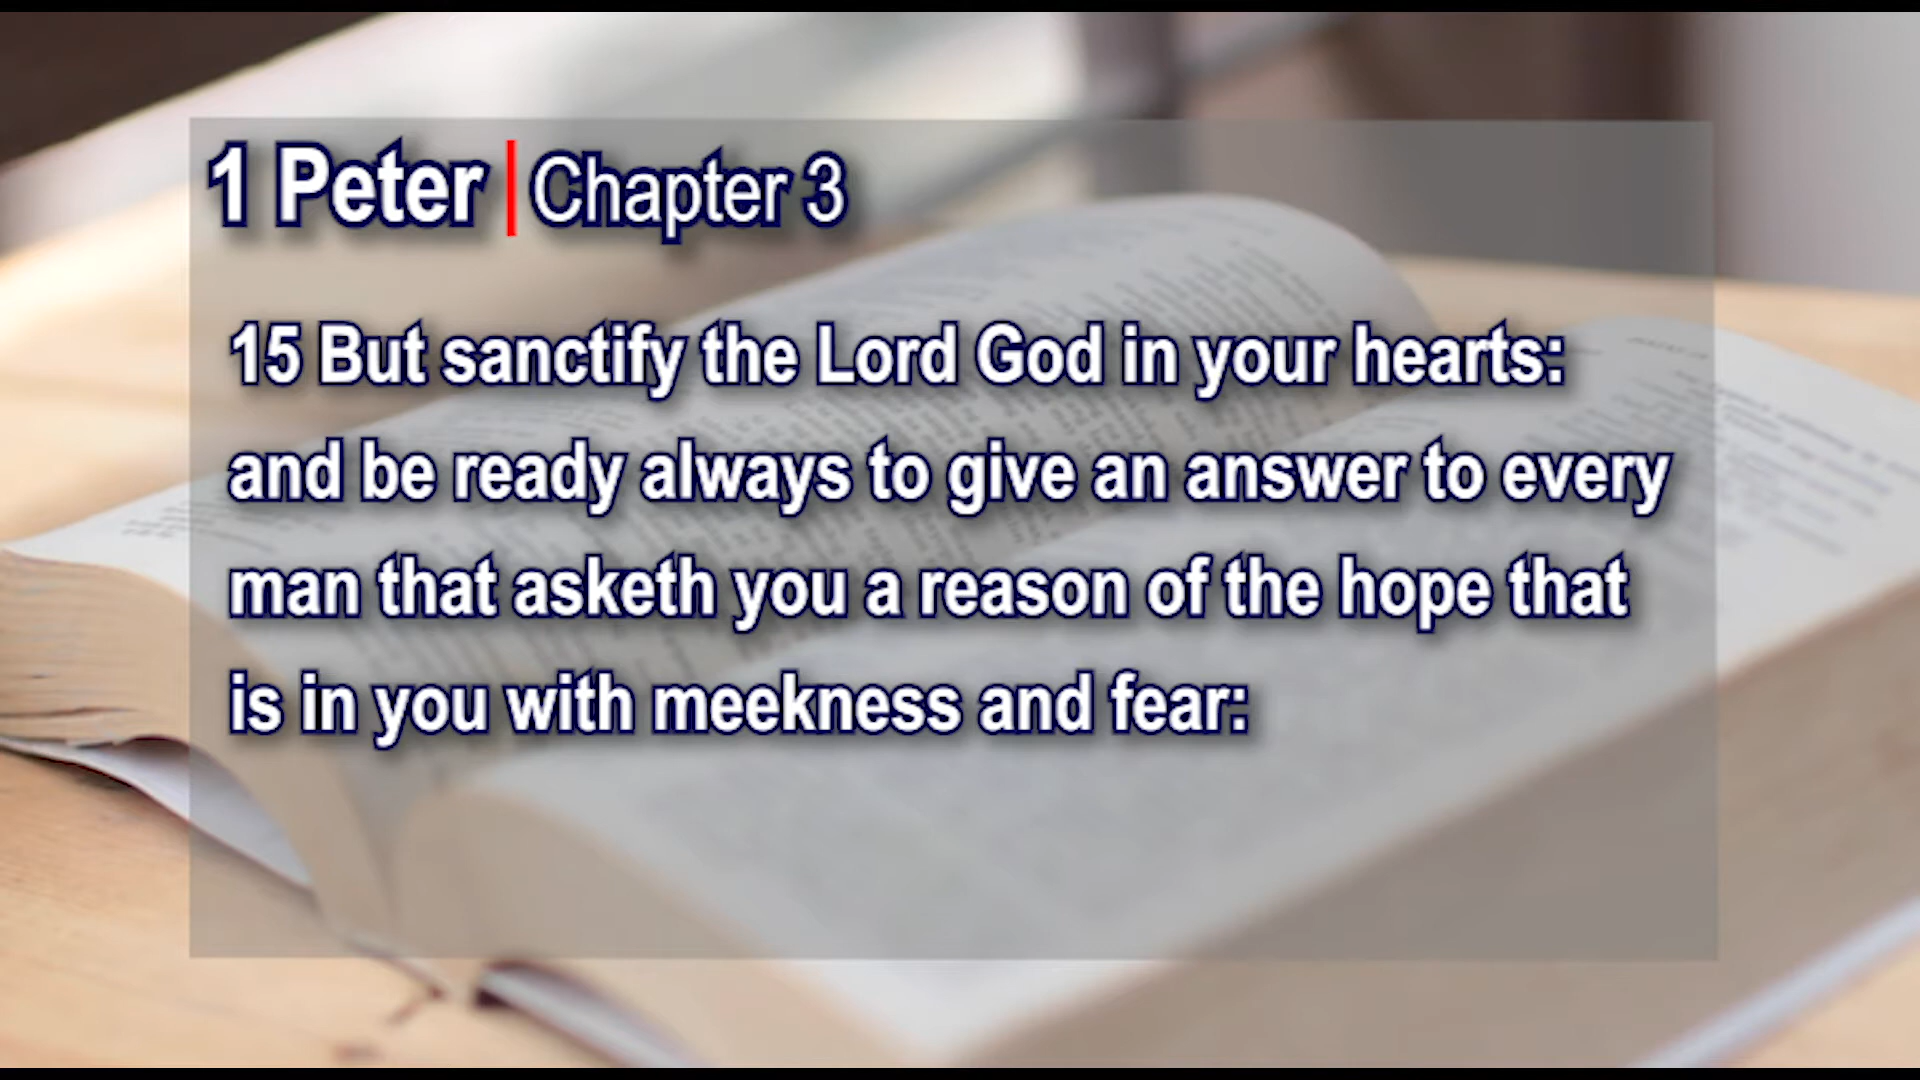 1 Peter | Chapter 3
15 But sanctify the Lord God in your hearts:
and be ready always to give an answer to every
man that asketh you a reason of the hope that
is in you with meekness and fear: